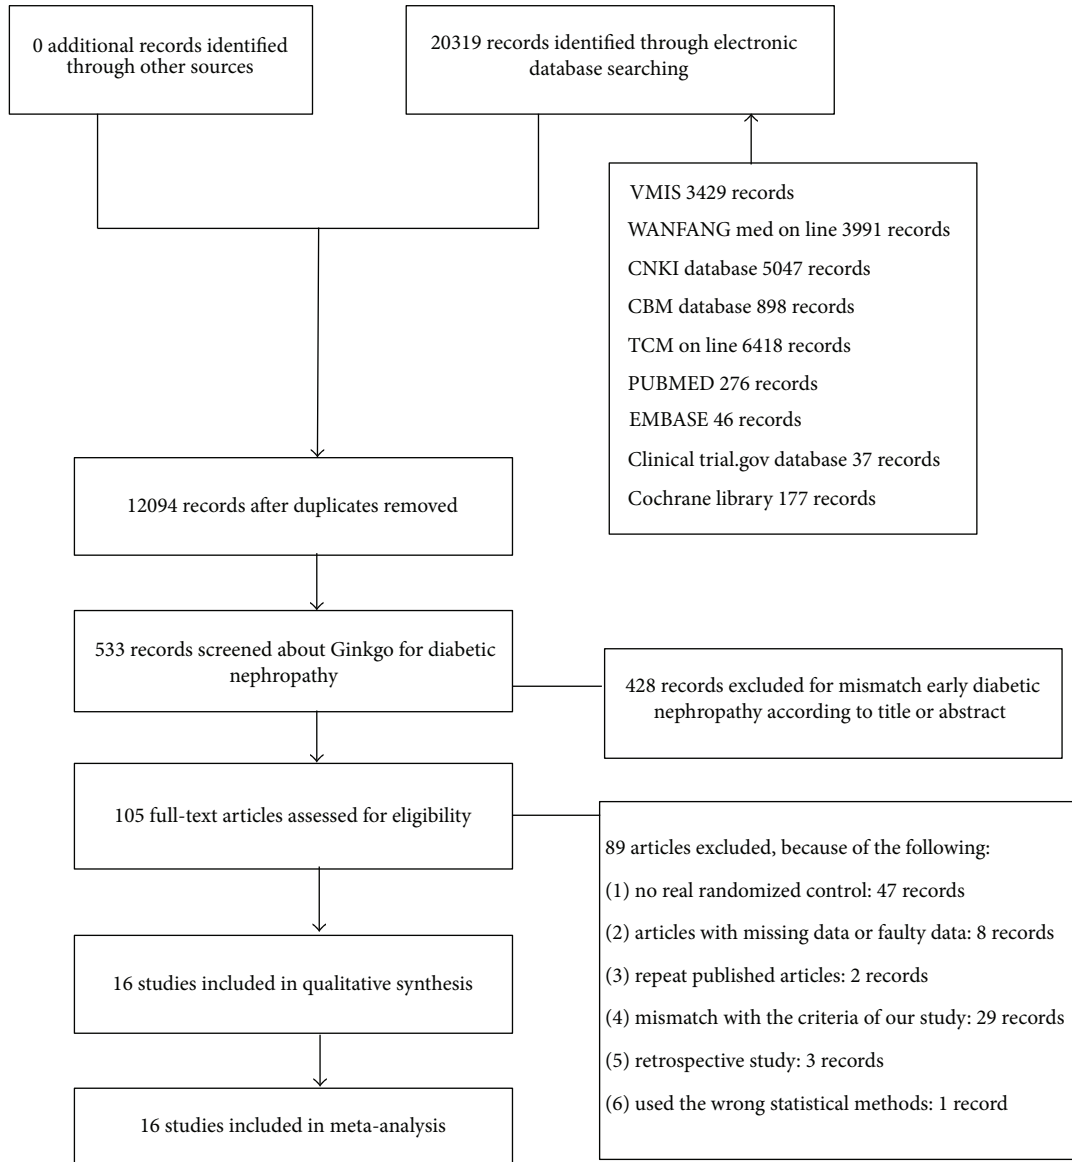 0 additional records identified
through other sources
20319 records identified through electronic
database searching
VMIS 3429 records
WANFANG med on line 3991 records
CNKI database 5047 records
CBM database 898 records
TCM on line 6418 records
PUBMED 276 records
EMBASE 46 records
Clinical trial.gov database 37 records
Cochrane library 177 records
12094 records after duplicates removed
533 records screened about Ginkgo for diabetic
nephropathy
428 records excluded for mismatch early diabetic
nephropathy according to title or abstract
105 full-text articles assessed for eligibility
89 articles excluded, because of the following:
(1) no real randomized control: 47 records
(2) articles with missing data or faulty data: 8 records
(3) repeat published articles: 2 records
(4) mismatch with the criteria of our study: 29 records
(5) retrospective study: 3 records
(6) used the wrong statistical methods: 1 record
16 studies included in qualitative synthesis
16 studies included in meta-analysis